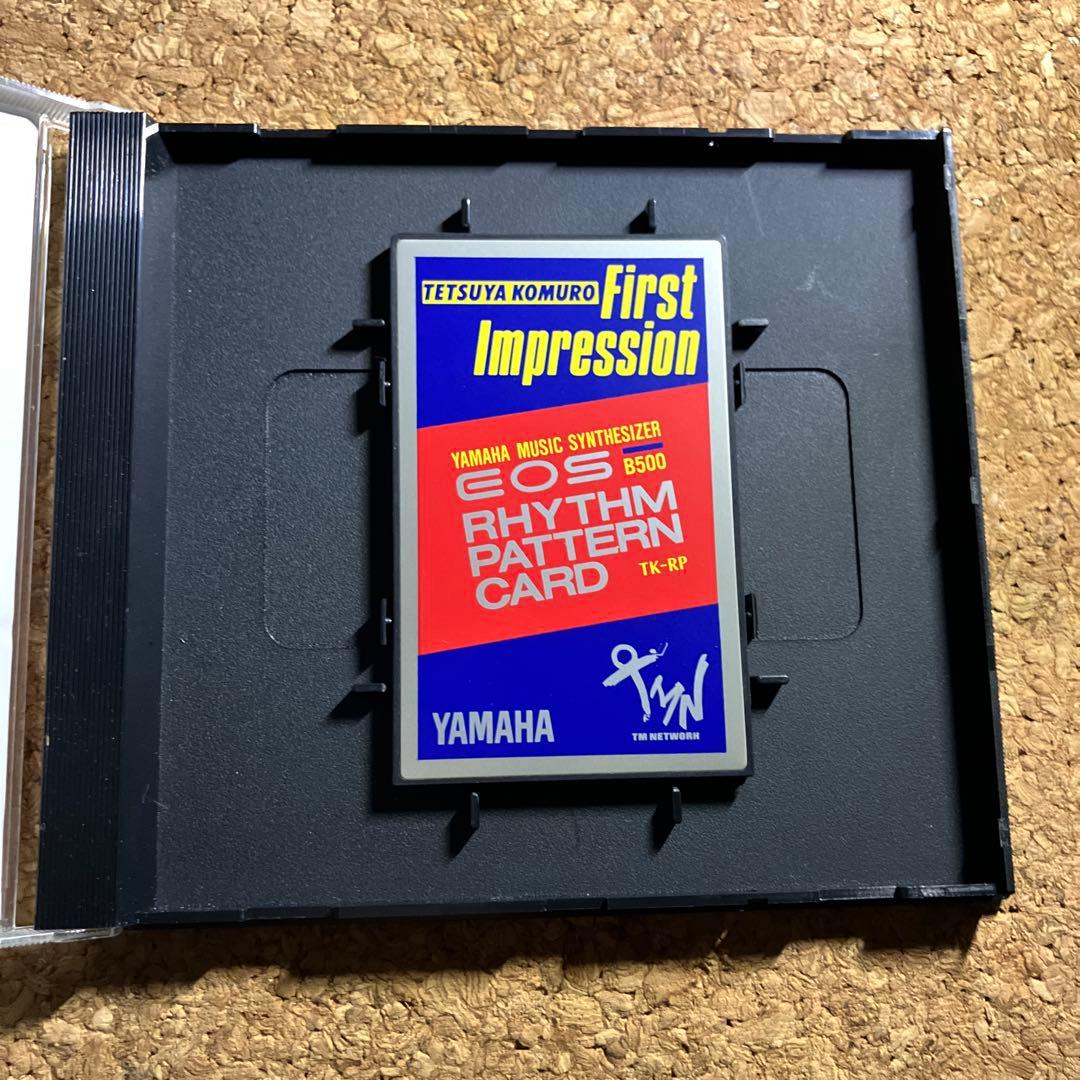 TETSUYA KOMURO First
Impression
YAMAHA MUSIC SYNTHESIZER
EOS B500
RHYTHM
PATTERN
CARD TK-RP
YAMAHA
TMN
TM NETWORK